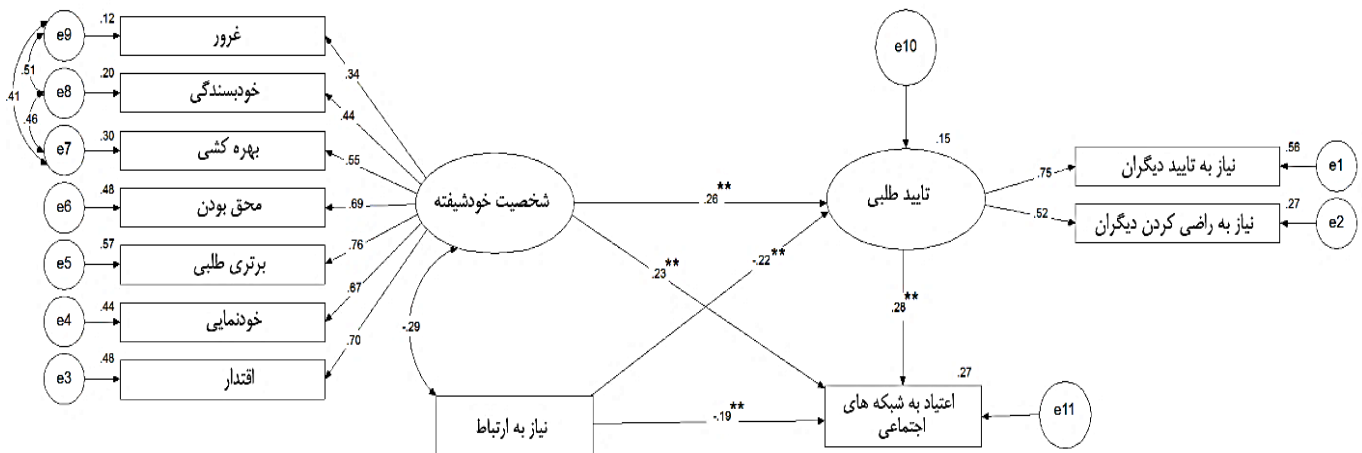 e9
.12
غرور
.34
.51
.41
e8
.20
خودبسندگی
.44
.46
e7
.30
بهره کشی
.55
e6
.48
محق بودن
.69
e5
.57
برتری طلبی
.76
e4
.44
خودنمایی
.67
e3
.48
اقتدار
.70
شخصیت خودشیفته
-.29
نیاز به ارتباط
.26**
-.22**
.23**
-.19**
e10
.15
تایید طلبی
.28**
.27
اعتیاد به شبکه های
اجتماعی
e11
.75
.56
نیاز به تایید دیگران
e1
.52
.27
نیاز به راضی کردن دیگران
e2